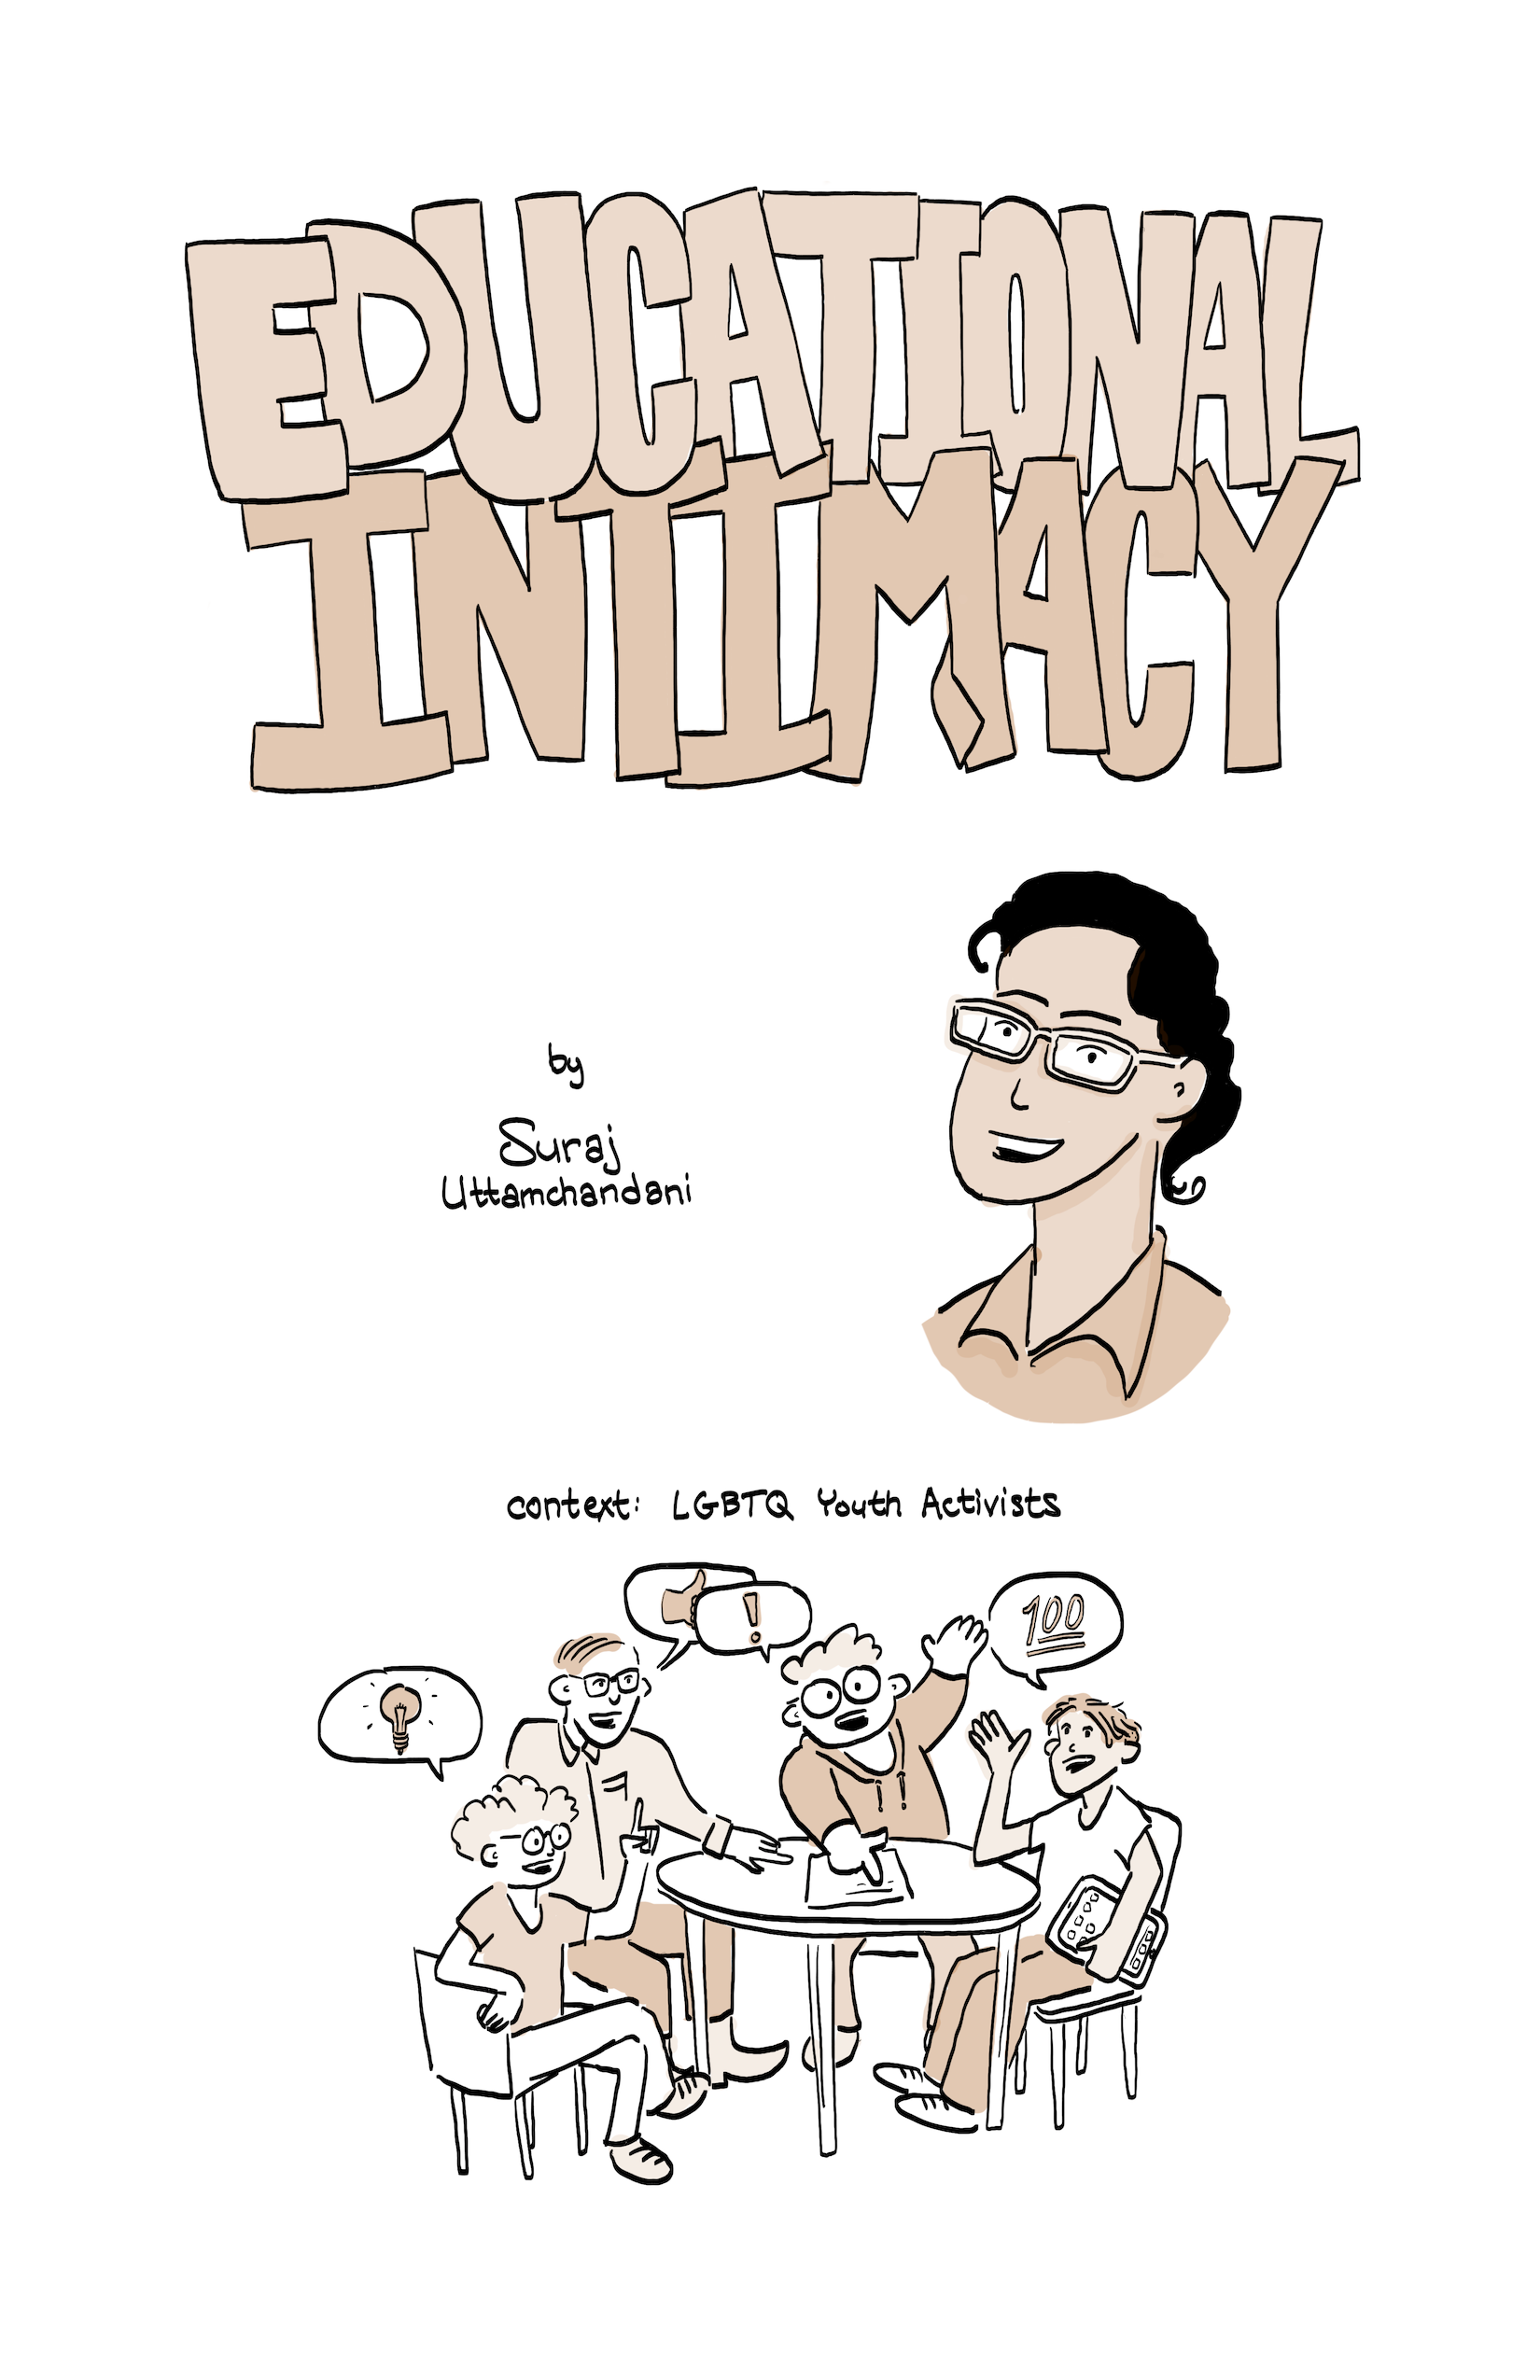 EDUCATIONAL
INTIMACY
by
Suraj
Uttamchandani
context: LGBTQ Youth Activists
!
100